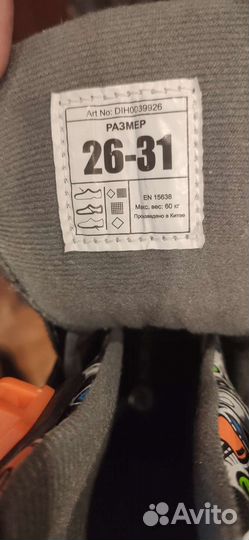 Art No: DIH0039926
РАЗМЕР
26-31
EN 15638
Макс. вес: 60 кг
Произведено в Китае
Avito